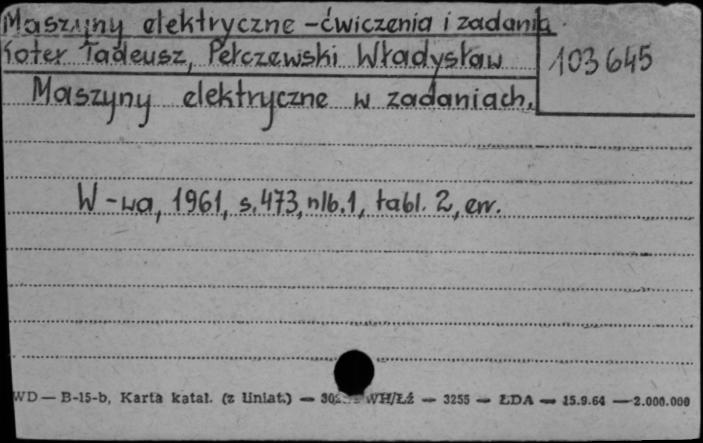 Maszyny elektryczne - ćwiczenia i zadania
Koter Tadeusz, Pełczewski Władysław
103645
Maszyny elektryczne w zadaniach.
W-wa, 1961, s. 473, nlb. 1, tabl. 2, err.
WD — B-15-b, Karta katal. (z liniat.) — WH/Łź — 3255 — ŁDA — 15.9.64 — 2.000.000